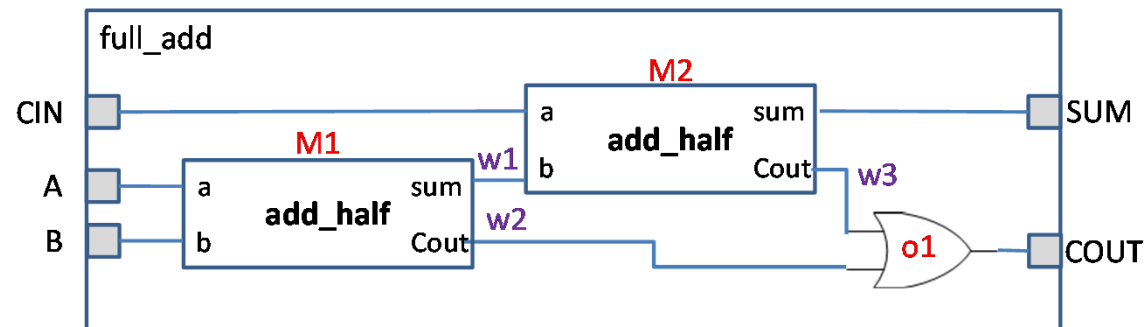 full_add
M2
CIN
a
sum
SUM
add_half
M1
w1
b
Cout
w3
A
a
sum
add_half
w2
B
b
Cout
o1
COUT